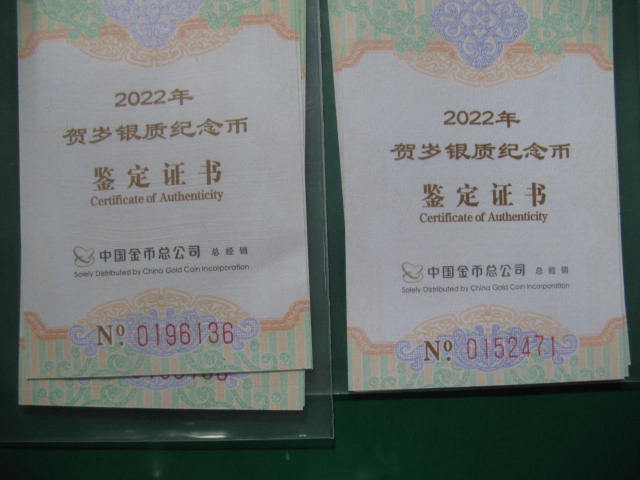 2022年
贺岁银质纪念币
鉴定证书
Certificate of Authenticity
中国金币总公司 总经销
Solely Distributed by China Gold Coin Incorporation
№ 0196136
2022年
贺岁银质纪念币
鉴定证书
Certificate of Authenticity
中国金币总公司 总经销
Solely Distributed by China Gold Coin Incorporation
№ 0152471